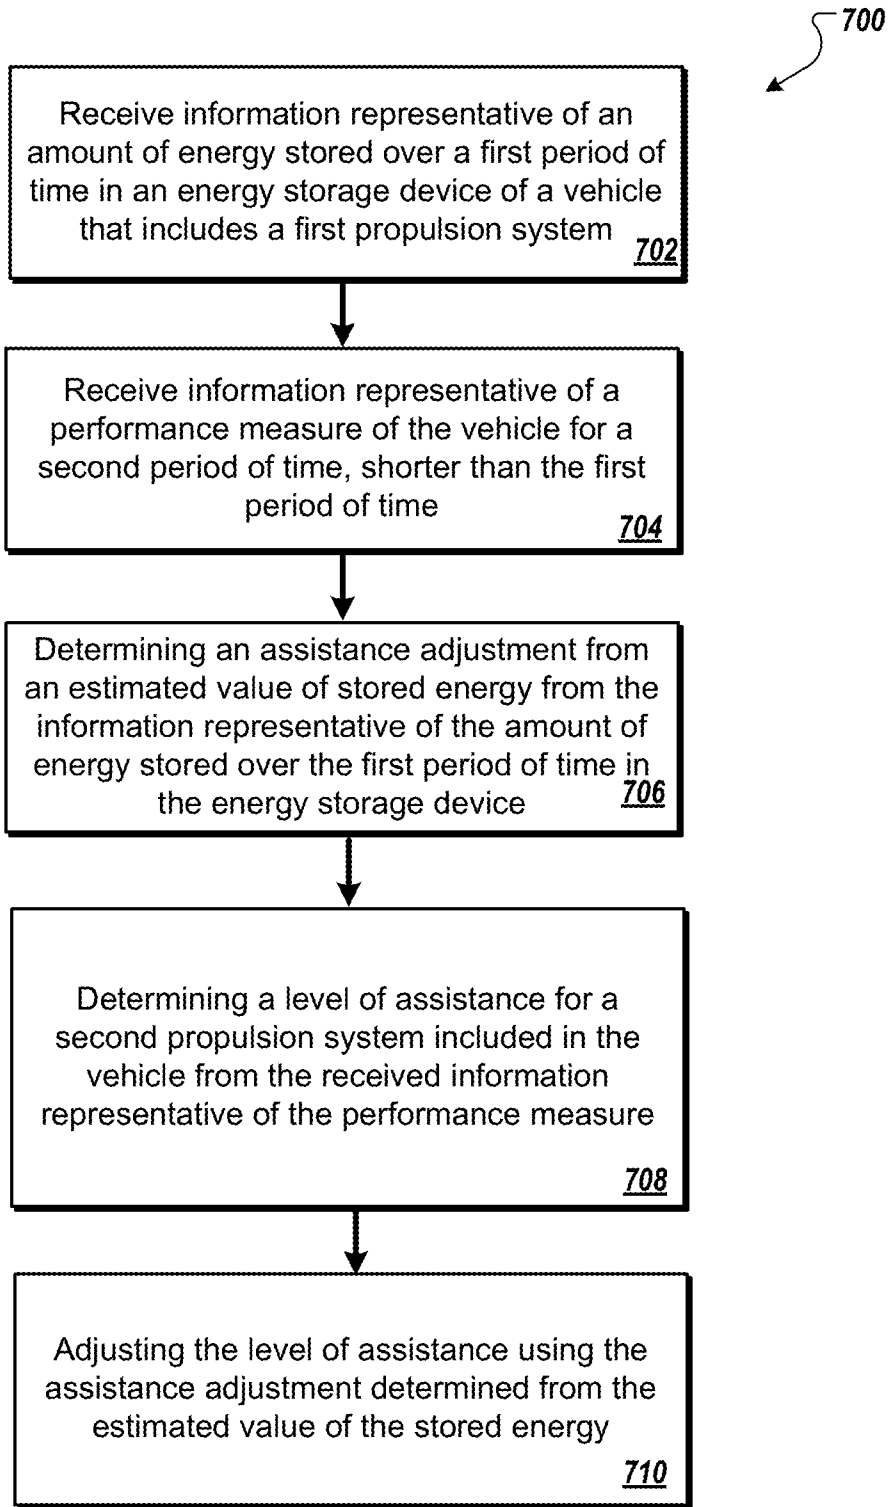 700
Receive information representative of an
amount of energy stored over a first period of
time in an energy storage device of a vehicle
that includes a first propulsion system
702
Receive information representative of a
performance measure of the vehicle for a
second period of time, shorter than the first
period of time
704
Determining an assistance adjustment from
an estimated value of stored energy from the
information representative of the amount of
energy stored over the first period of time in
the energy storage device
706
Determining a level of assistance for a
second propulsion system included in the
vehicle from the received information
representative of the performance measure
708
Adjusting the level of assistance using the
assistance adjustment determined from the
estimated value of the stored energy
710